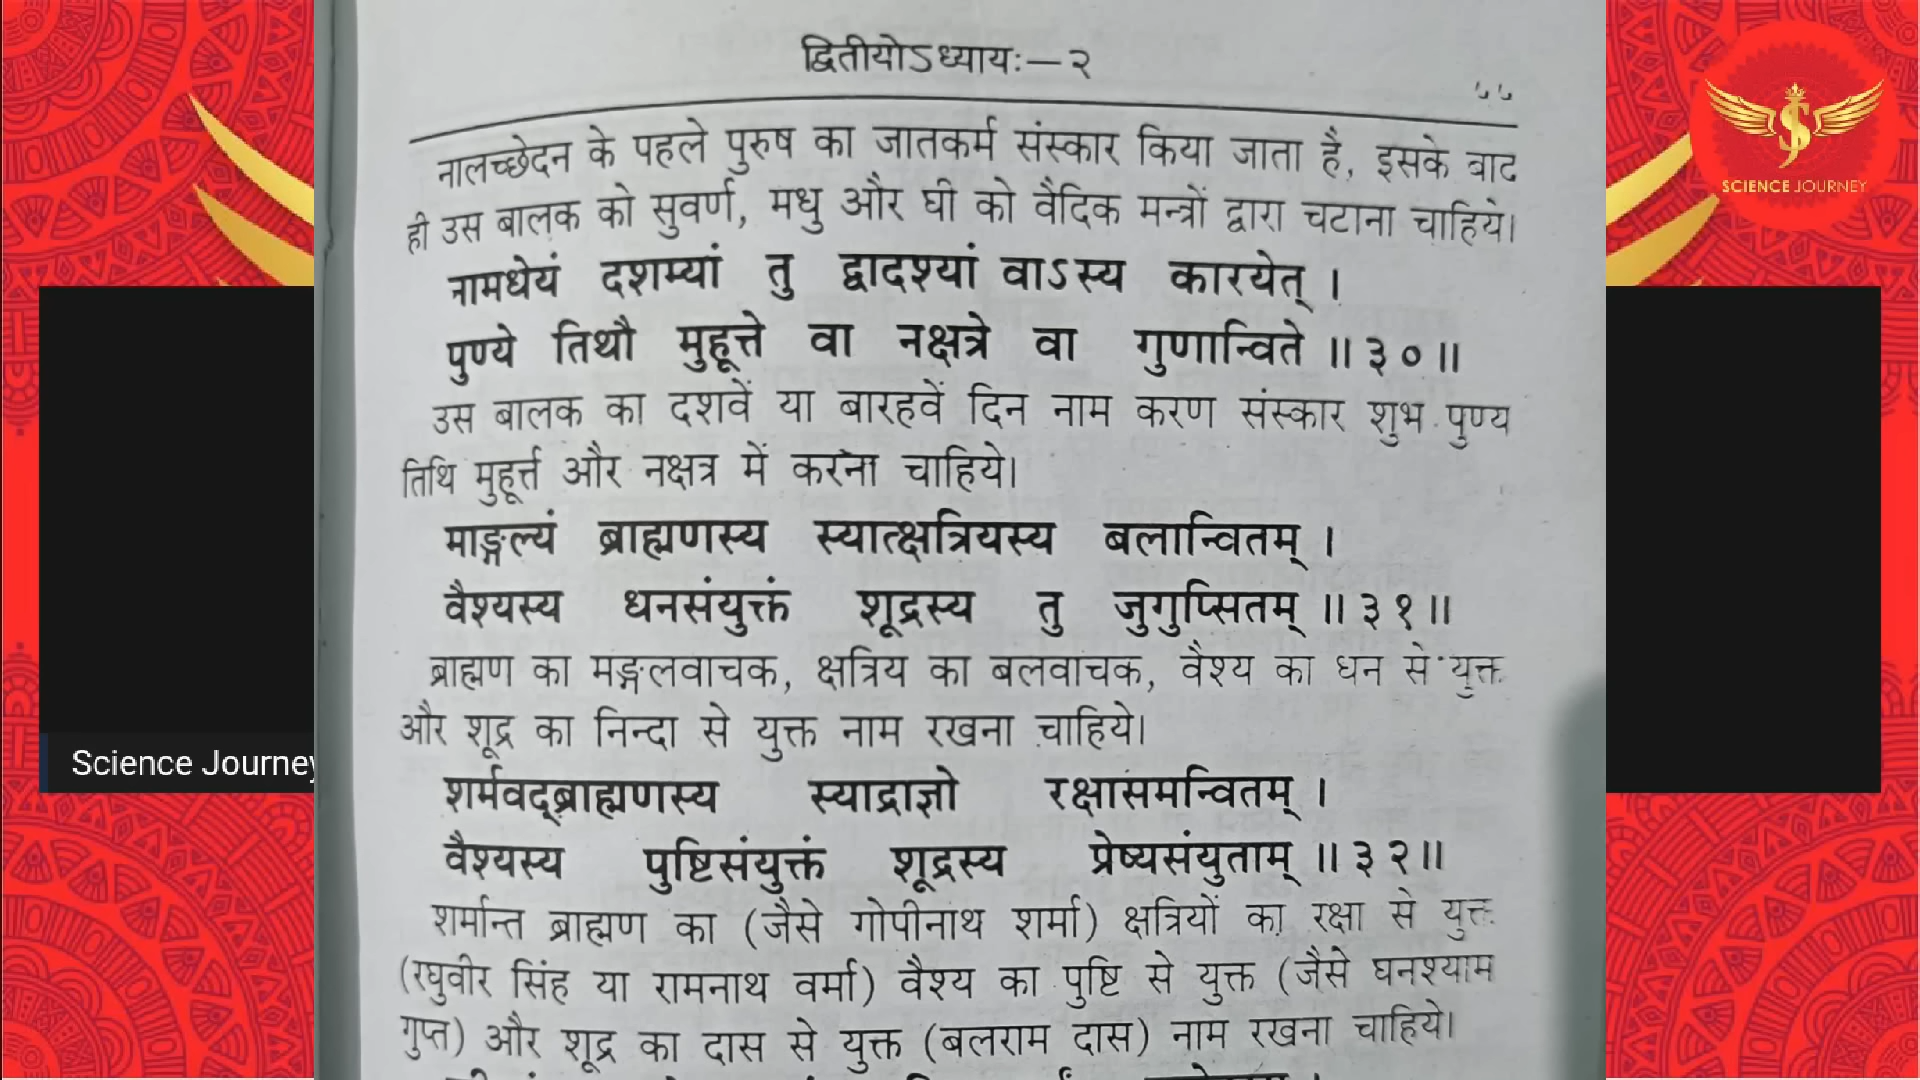 द्वितीयोऽध्यायः—२
SCIENCE JOURNEY
नालच्छेदन के पहले पुरुष का जातकर्म संस्कार किया जाता है, इसके बाद
ही उस बालक को सुवर्ण, मधु और घी को वैदिक मन्त्रों द्वारा चटाना चाहिये।
नामधेयं दशम्यां तु द्वादश्यां वाऽस्य कारयेत् ।
पुण्ये तिथौ मुहूत्ते वा नक्षत्रे वा गुणान्विते ॥३०॥
उस बालक का दशवें या बारहवें दिन नाम करण संस्कार शुभ पुण्य
तिथि मुहूर्त्त और नक्षत्र में करना चाहिये।
माङ्गल्यं ब्राह्मणस्य स्यात्क्षत्रियस्य बलान्वितम् ।
वैश्यस्य धनसंयुक्तं शूद्रस्य तु जुगुप्सितम् ॥३१॥
ब्राह्मण का मङ्गलवाचक, क्षत्रिय का बलवाचक, वैश्य का धन से युक्त
और शूद्र का निन्दा से युक्त नाम रखना चाहिये।
Science Journey
शर्मवद्ब्राह्मणस्य स्याद्राज्ञो रक्षासमन्वितम् ।
वैश्यस्य पुष्टिसंयुक्तं शूद्रस्य प्रेष्यसंयुताम् ॥३२॥
शर्मान्त ब्राह्मण का (जैसे गोपीनाथ शर्मा) क्षत्रियों का रक्षा से युक्त
(रघुवीर सिंह या रामनाथ वर्मा) वैश्य का पुष्टि से युक्त (जैसे घनश्याम
गुप्त) और शूद्र का दास से युक्त (बलराम दास) नाम रखना चाहिये।